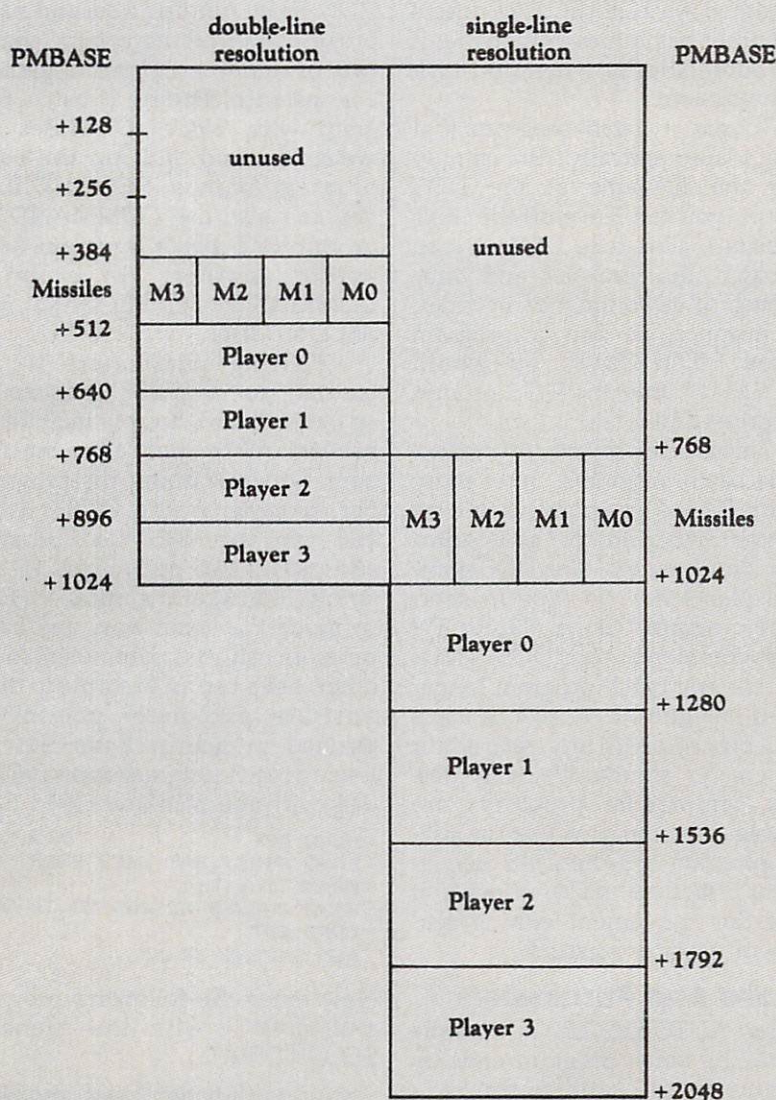 double-line single-line
PMBASE resolution resolution PMBASE
+128
unused
+256
+384 unused
Missiles M3 M2 M1 M0
+512
Player 0
+640
Player 1
+768 +768
Player 2
+896 M3 M2 M1 M0 Missiles
Player 3
+1024 +1024
Player 0
+1280
Player 1
+1536
Player 2
+1792
Player 3
+2048